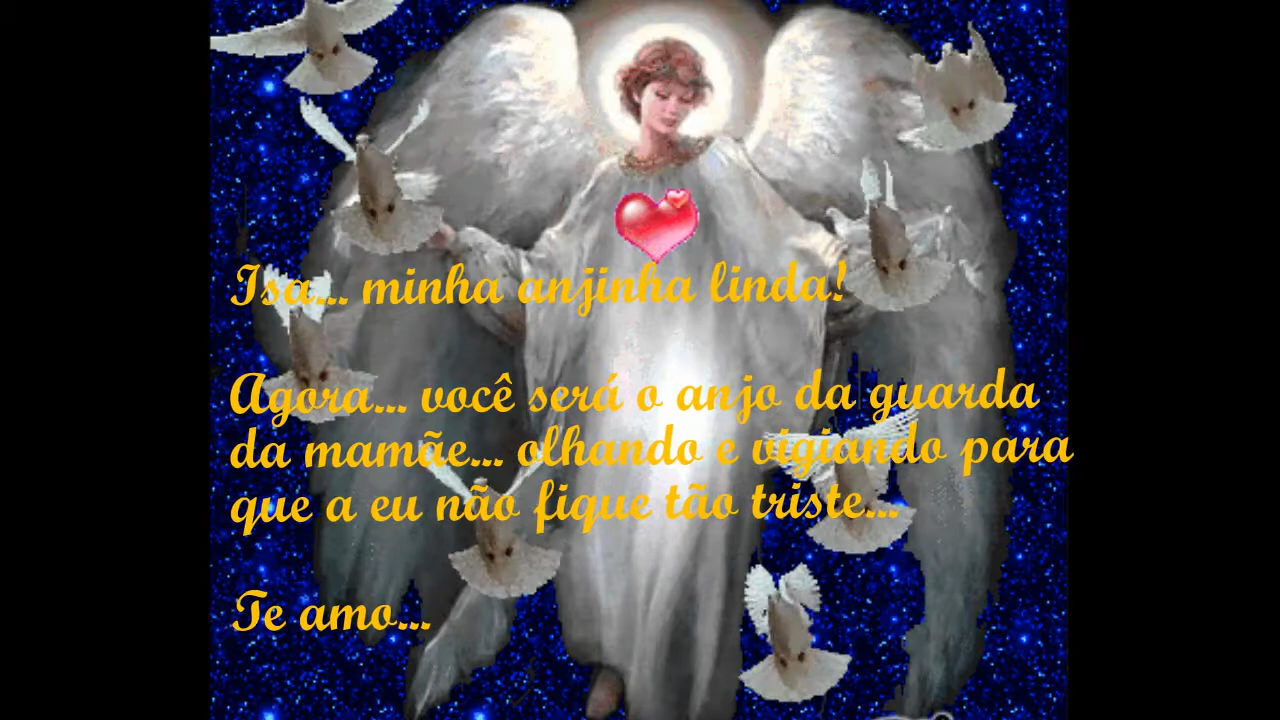 Isa... minha anjinha linda!
Agora... você será o anjo da guarda
da mamãe... olhando e vigiando para
que a eu não fique tão triste...
Te amo...